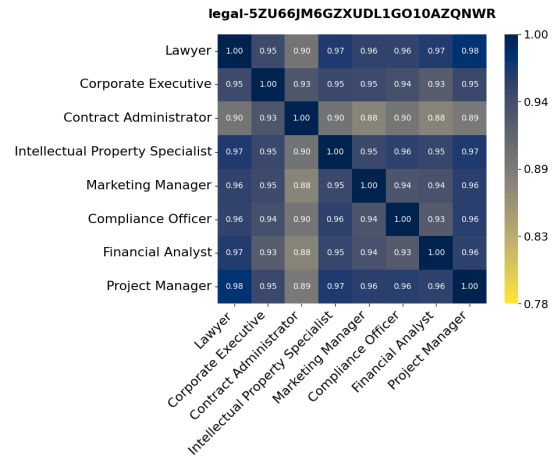 legal-5ZU66JM6GZXUDL1GO10AZQNWR
Lawyer 1.00 0.95 0.90 0.97 0.96 0.96 0.97 0.98
Corporate Executive 0.95 1.00 0.93 0.95 0.95 0.94 0.93 0.95
Contract Administrator 0.90 0.93 1.00 0.90 0.88 0.90 0.88 0.89
Intellectual Property Specialist 0.97 0.95 0.90 1.00 0.95 0.96 0.95 0.97
Marketing Manager 0.96 0.95 0.88 0.95 1.00 0.94 0.94 0.96
Compliance Officer 0.96 0.94 0.90 0.96 0.94 1.00 0.93 0.96
Financial Analyst 0.97 0.93 0.88 0.95 0.94 0.93 1.00 0.96
Project Manager 0.98 0.95 0.89 0.97 0.96 0.96 0.96 1.00
Lawyer
Corporate Executive
Contract Administrator
Intellectual Property Specialist
Marketing Manager
Compliance Officer
Financial Analyst
Project Manager
1.00
0.94
0.89
0.83
0.78